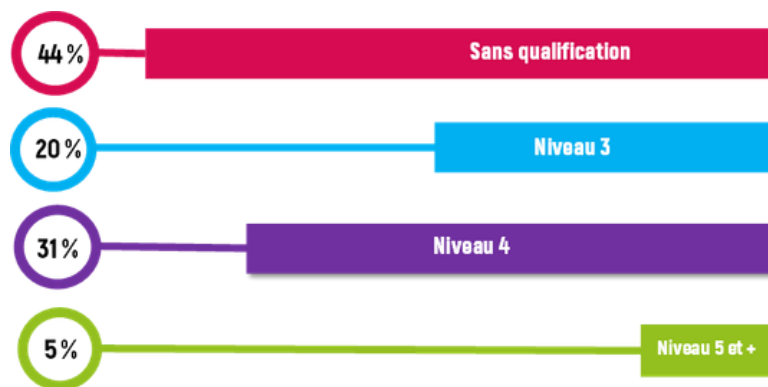 44 % Sans qualification
20 % Niveau 3
31 % Niveau 4
5 % Niveau 5 et +